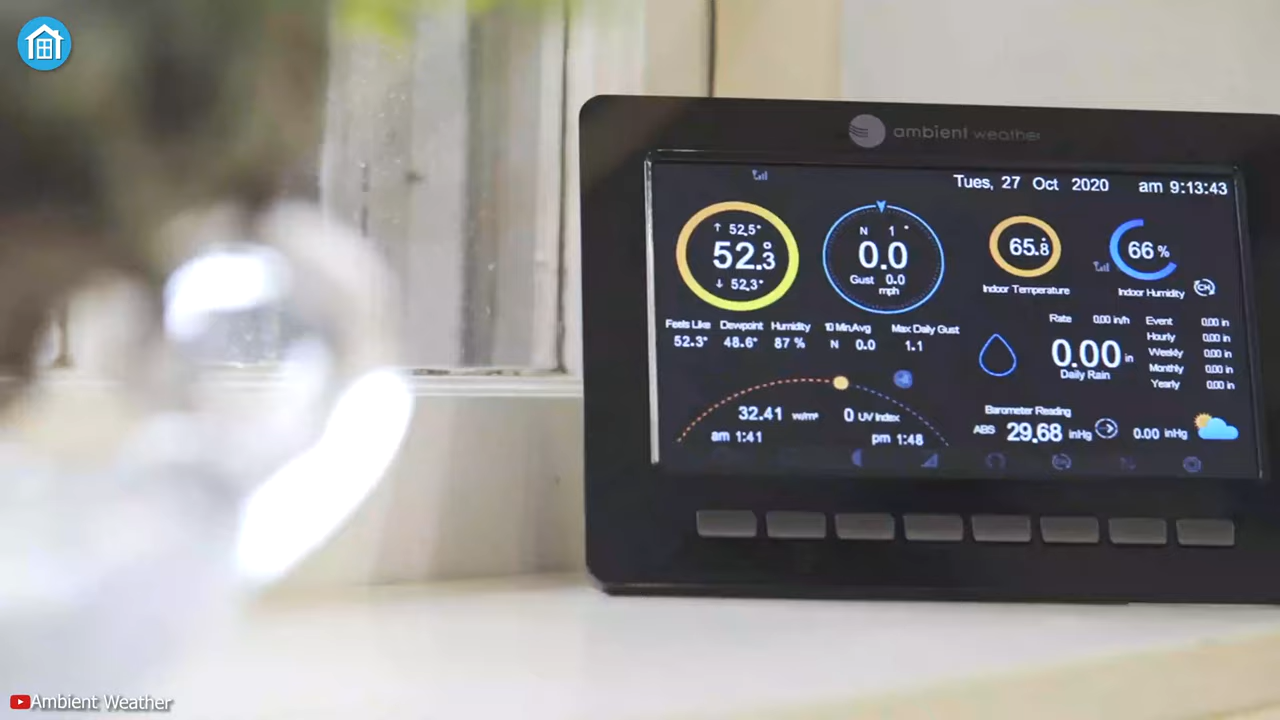 ambient weather
Tues, 27 Oct 2020 am 9:13:43
↑ 52.5°
52.3°
↓ 52.3°
N 1 °
0.0
Gust 0.0
mph
65.8°
Indoor Temperature
66 %
Indoor Humidity
CH
Feels Like Dewpoint Humidity
52.3° 48.6° 87 %
10 Min.Avg Max Daily Gust
N 0.0 1.1
Rate 0.00 in/h
0.00 in
Daily Rain
Event 0.00 in
Hourly 0.00 in
Weekly 0.00 in
Monthly 0.00 in
Yearly 0.00 in
32.41 w/m² 0 UV Index
am 1:41 pm 1:48
Barometer Reading
ABS 29.68 inHg 0.00 inHg
Ambient Weather